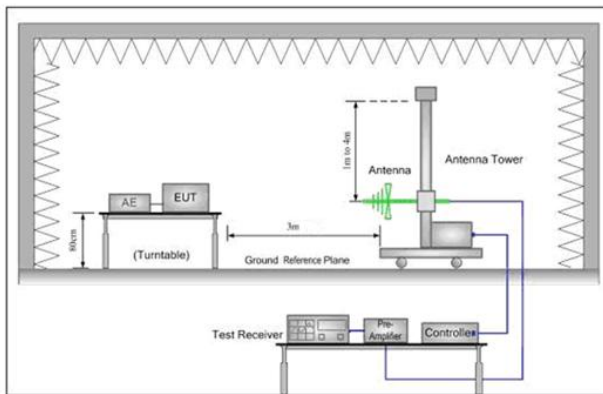 1m to 4m
Antenna
Antenna Tower
AE
EUT
80cm
(Turntable)
3m
Ground Reference Plane
Test Receiver
Pre-
Amplifier
Controller